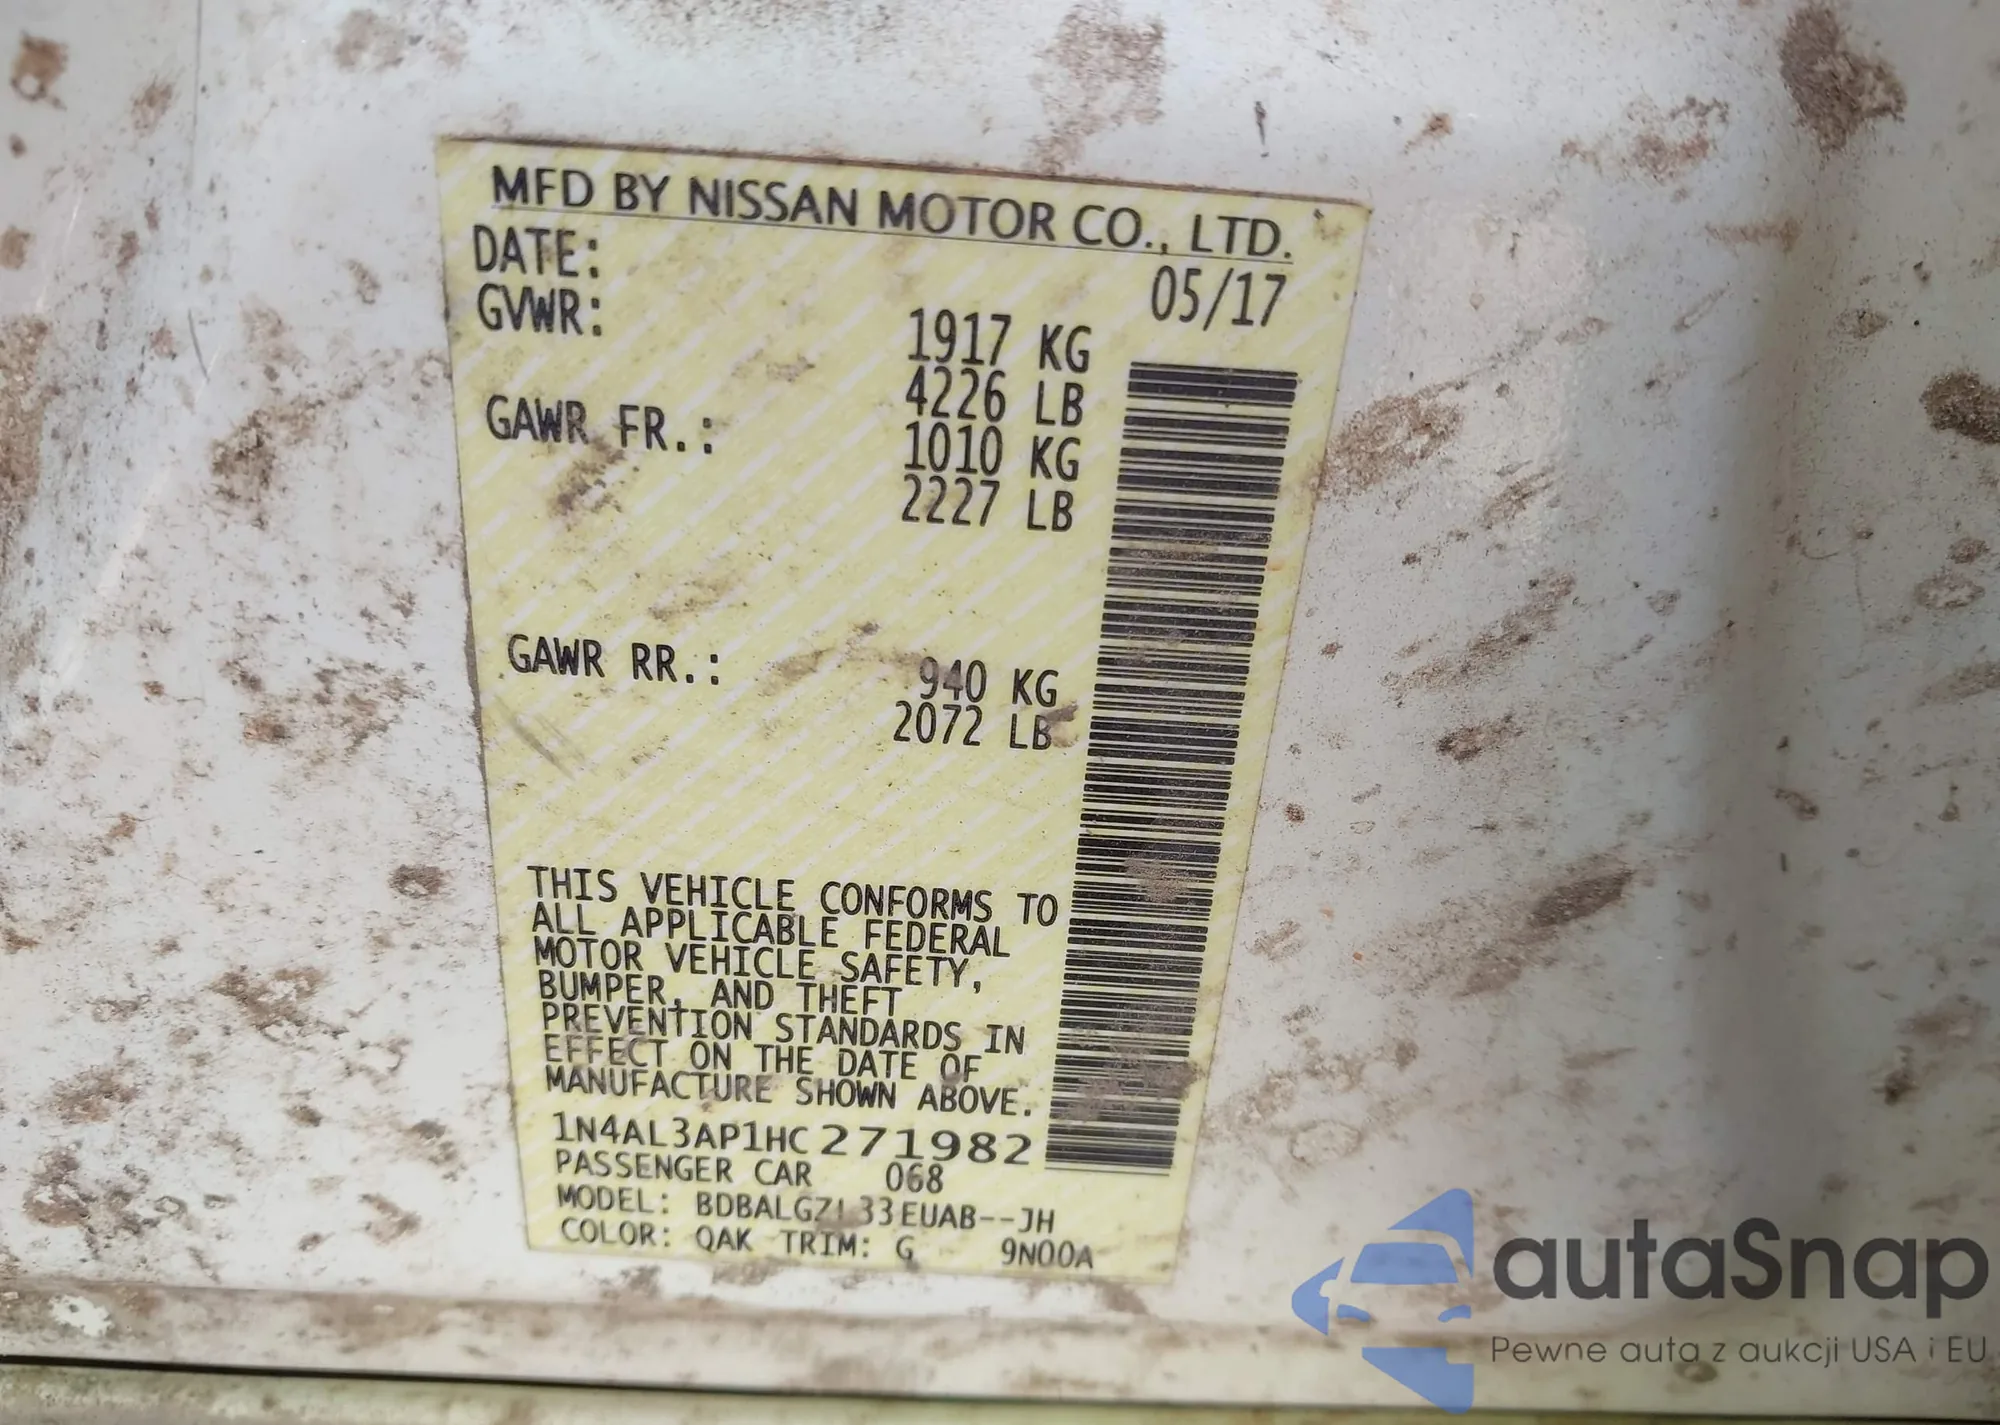 MFD BY NISSAN MOTOR CO., LTD.
DATE: 05/17
GVWR: 1917 KG
4226 LB
GAWR FR.: 1010 KG
2227 LB
GAWR RR.: 940 KG
2072 LB
THIS VEHICLE CONFORMS TO
ALL APPLICABLE FEDERAL
MOTOR VEHICLE SAFETY,
BUMPER, AND THEFT
PREVENTION STANDARDS IN
EFFECT ON THE DATE OF
MANUFACTURE SHOWN ABOVE.
1N4AL3AP1HC271982
PASSENGER CAR 068
MODEL: BDBALGZL33EUAB--JH
COLOR: QAK TRIM: G 9N00A
autaSnap
Pewne auta z aukcji USA i EU